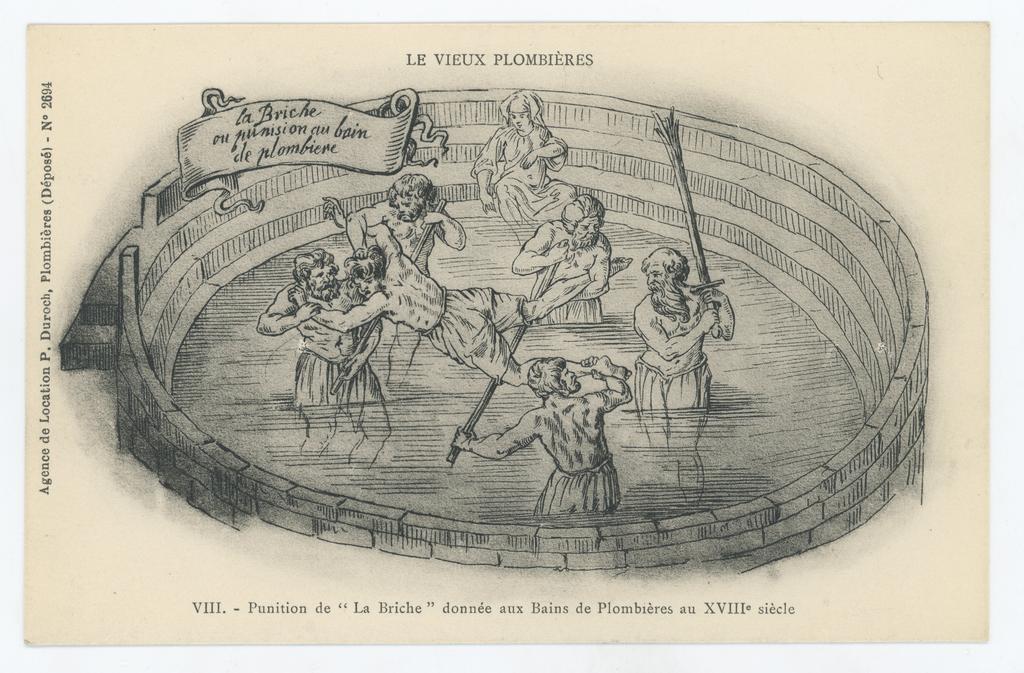 LE VIEUX PLOMBIÈRES
la Briche
ou punision au bain
de plombiere
Agence de Location P. Duroch, Plombières (Déposé) - Nº 2694
VIII. - Punition de “ La Briche ” donnée aux Bains de Plombières au XVIIIᵉ siècle